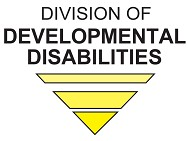 DIVISION OF
DEVELOPMENTAL
DISABILITIES